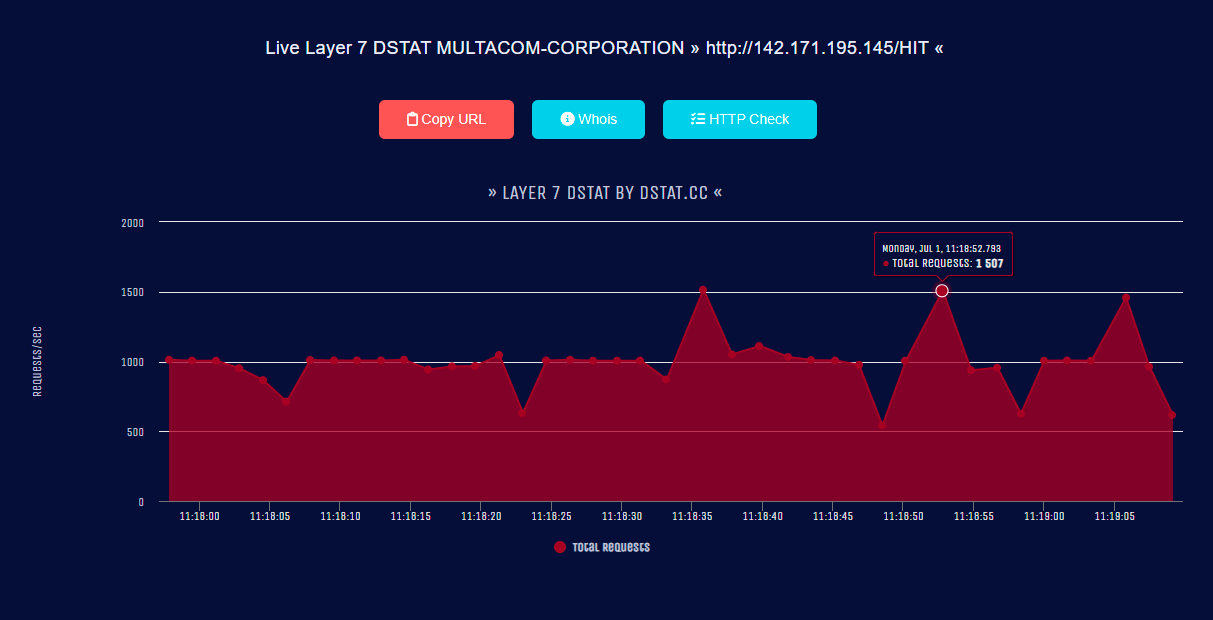 Live Layer 7 DSTAT MULTACOM-CORPORATION » http://142.171.195.145/HIT «
Copy URL
Whois
HTTP Check
» LAYER 7 DSTAT BY DSTAT.CC «
Requests/sec
2000
1500
1000
500
0
Monday, Jul 1, 11:18:52.793
Total Requests: 1 507
11:18:00
11:18:05
11:18:10
11:18:15
11:18:20
11:18:25
11:18:30
11:18:35
11:18:40
11:18:45
11:18:50
11:18:55
11:19:00
11:19:05
Total Requests